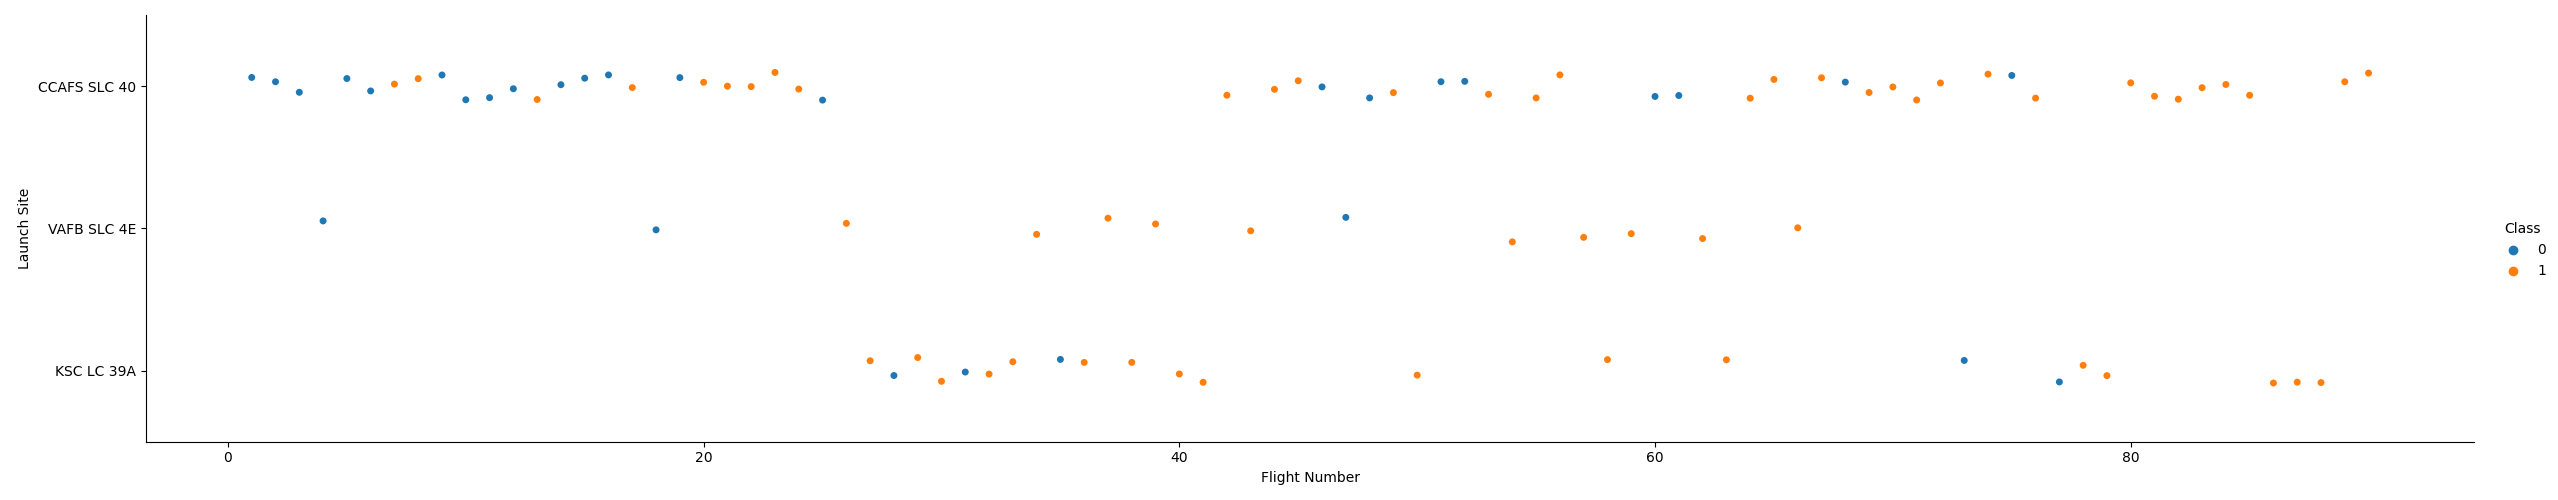 CCAFS SLC 40
VAFB SLC 4E
KSC LC 39A
Launch Site
0 20 40 60 80
Flight Number
Class
0
1